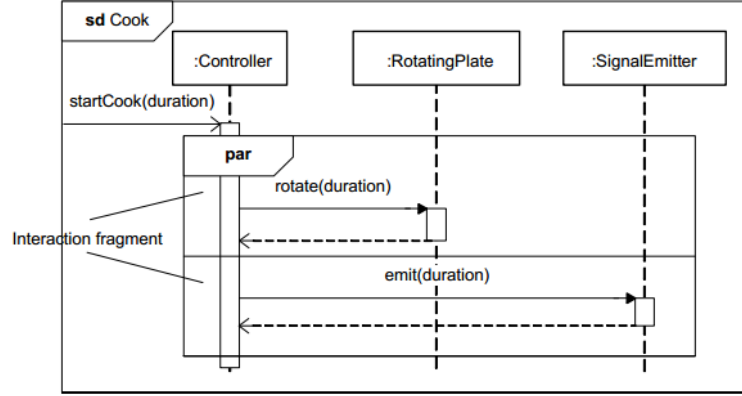 sd Cook
:Controller
:RotatingPlate
:SignalEmitter
startCook(duration)
par
rotate(duration)
Interaction fragment
emit(duration)